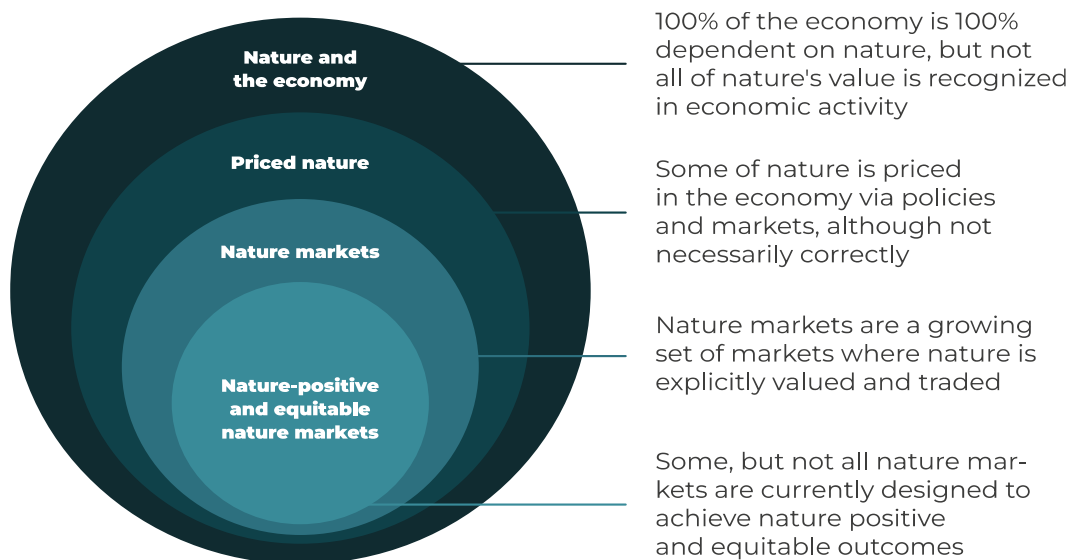 Nature and
the economy
100% of the economy is 100%
dependent on nature, but not
all of nature's value is recognized
in economic activity
Priced nature
Some of nature is priced
in the economy via policies
and markets, although not
necessarily correctly
Nature markets
Nature markets are a growing
set of markets where nature is
explicitly valued and traded
Nature-positive
and equitable
nature markets
Some, but not all nature mar-
kets are currently designed to
achieve nature positive
and equitable outcomes